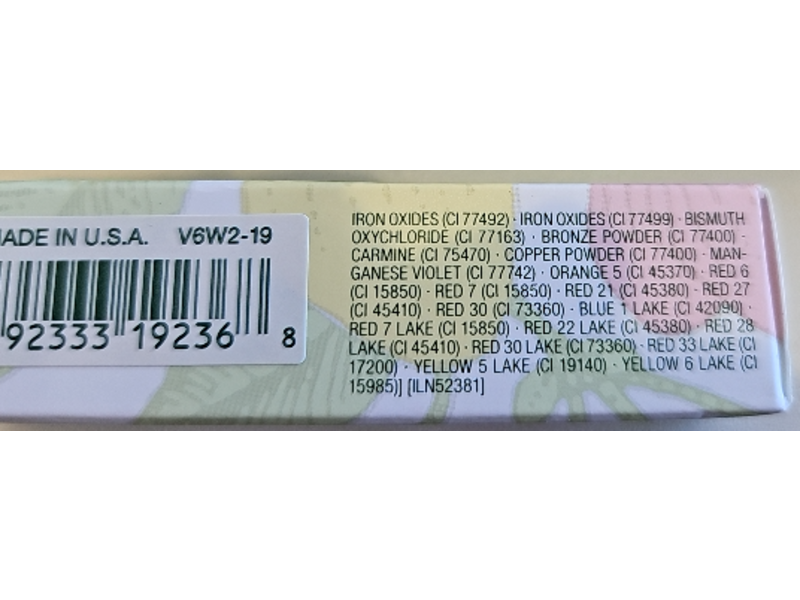 MADE IN U.S.A. V6W2-19
92333 19236 8
IRON OXIDES (CI 77492) · IRON OXIDES (CI 77499) · BISMUTH
OXYCHLORIDE (CI 77163) · BRONZE POWDER (CI 77400) ·
CARMINE (CI 75470) · COPPER POWDER (CI 77400) · MAN-
GANESE VIOLET (CI 77742) · ORANGE 5 (CI 45370) · RED 6
(CI 15850) · RED 7 (CI 15850) · RED 21 (CI 45380) · RED 27
(CI 45410) · RED 30 (CI 73360) · BLUE 1 LAKE (CI 42090) ·
RED 7 LAKE (CI 15850) · RED 22 LAKE (CI 45380) · RED 28
LAKE (CI 45410) · RED 30 LAKE (CI 73360) · RED 33 LAKE (CI
17200) · YELLOW 5 LAKE (CI 19140) · YELLOW 6 LAKE (CI
15985)] [ILN52381]